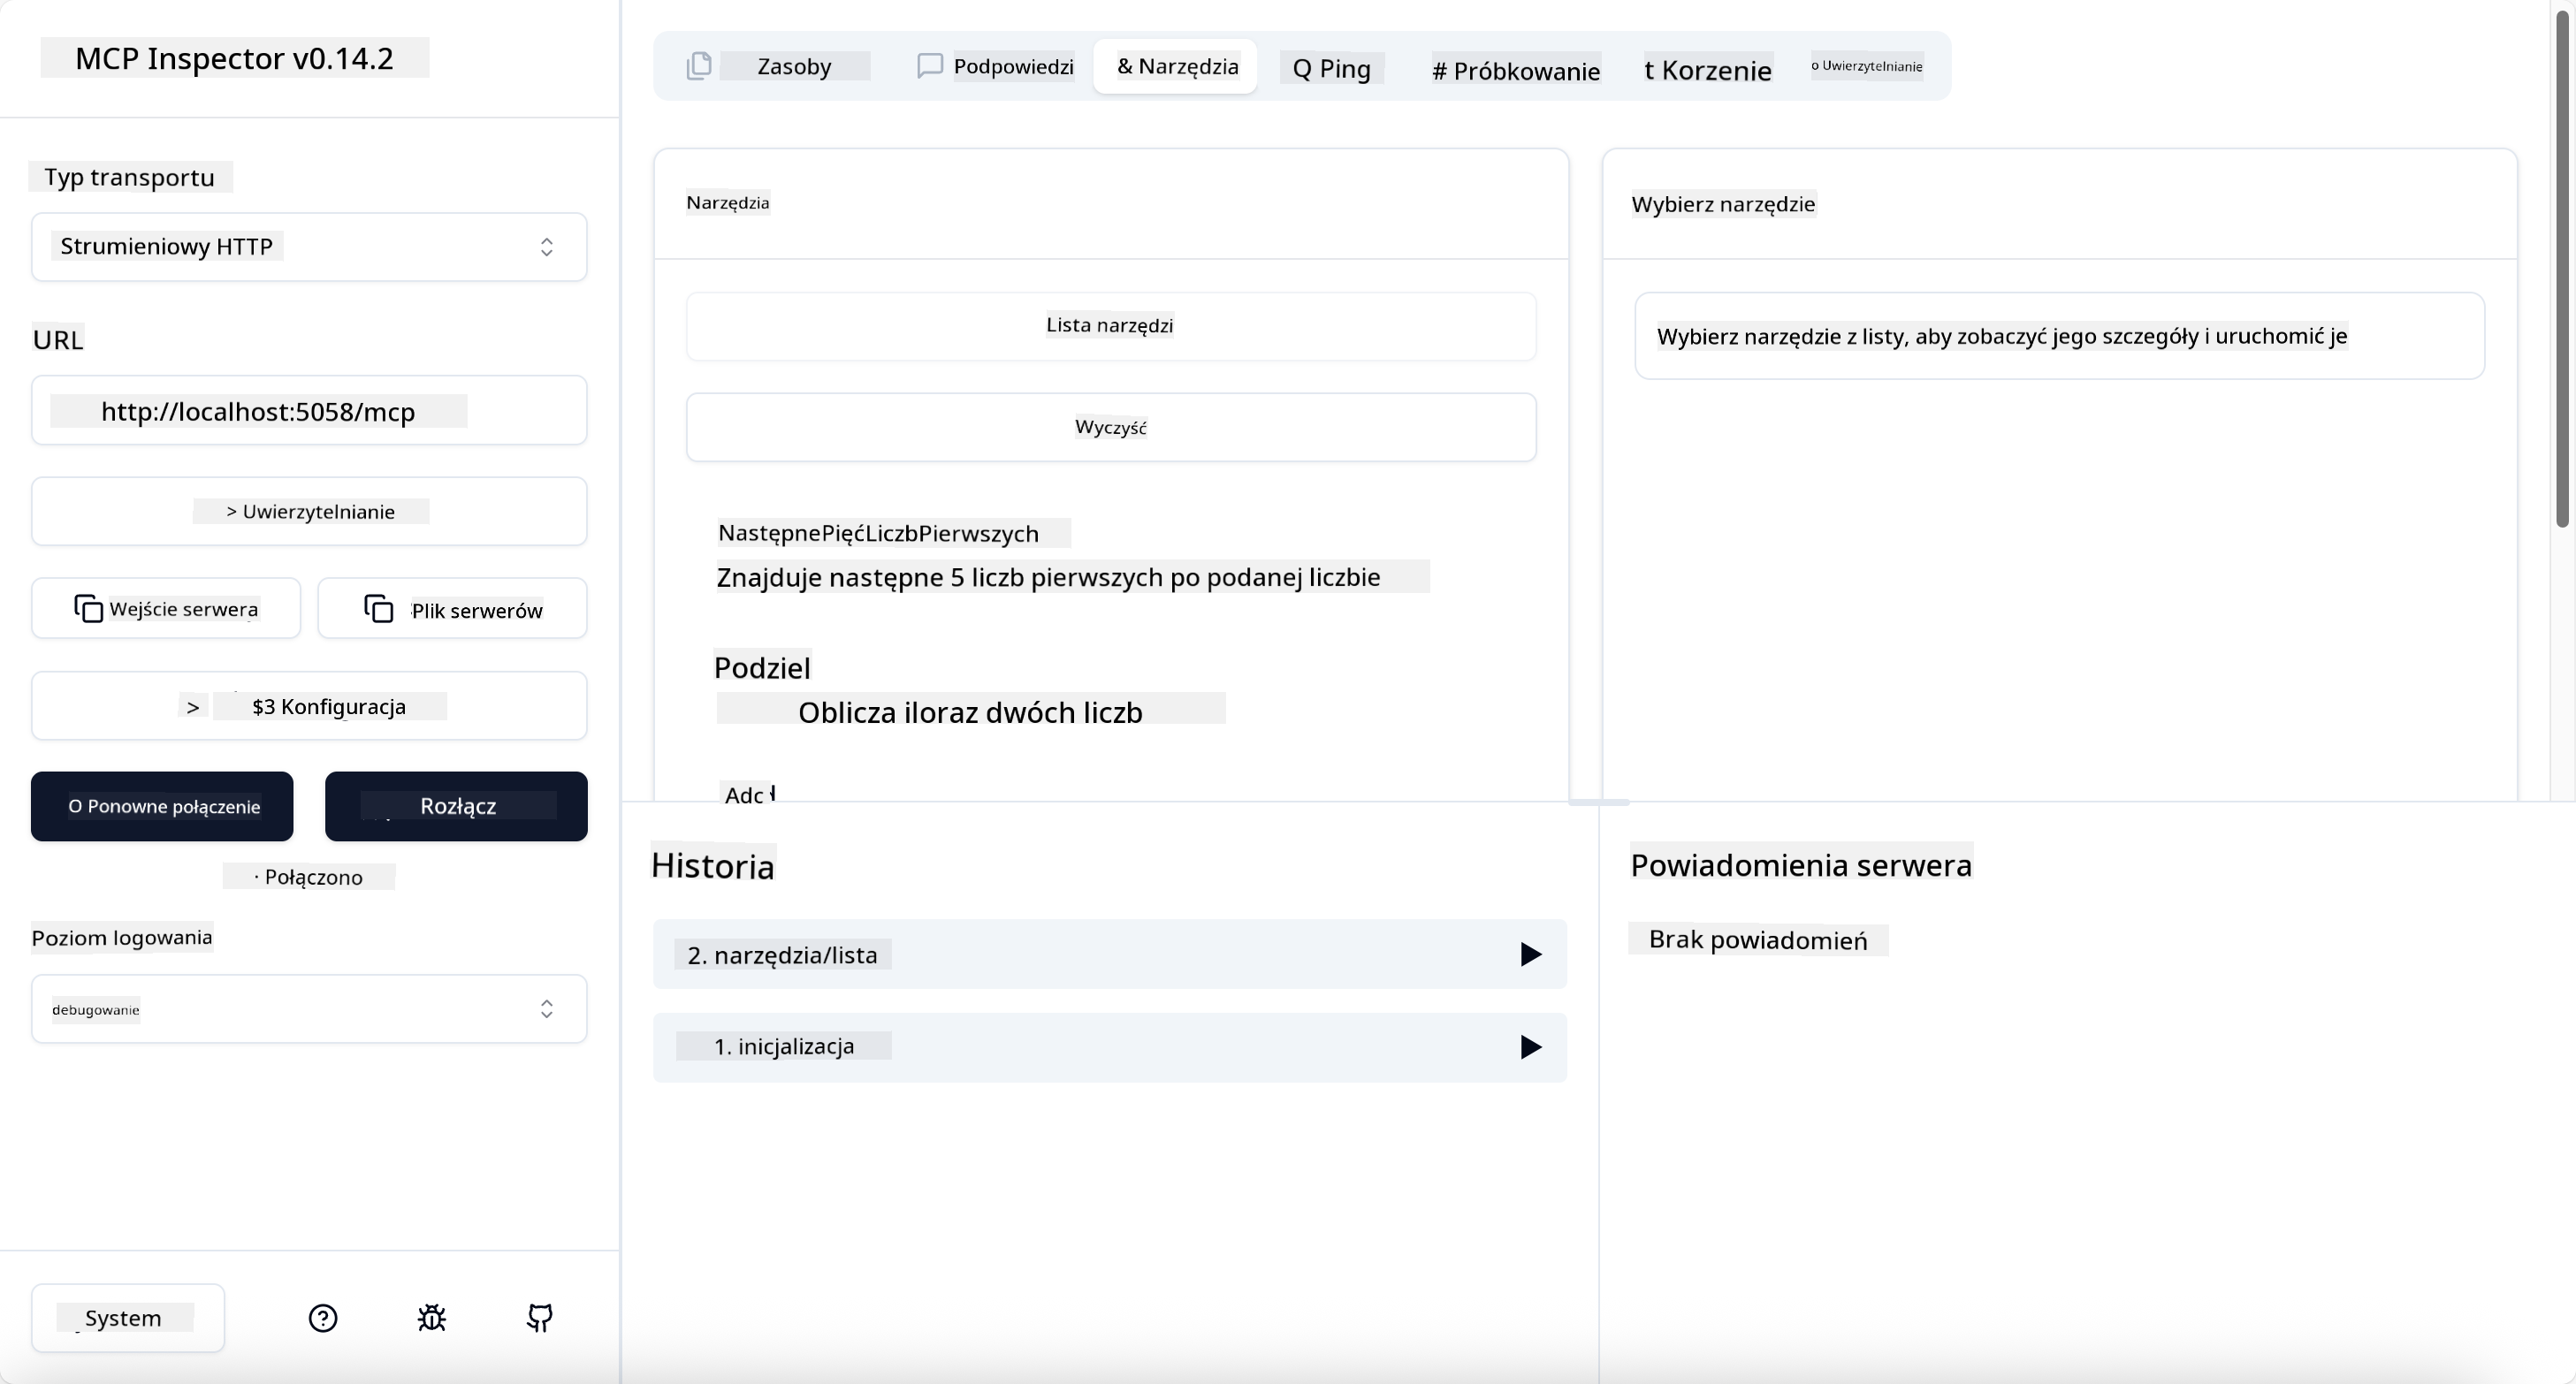 MCP Inspector v0.14.2
Typ transportu
Strumieniowy HTTP
URL
http://localhost:5058/mcp
> Uwierzytelnianie
Wejście serwera
Plik serwerów
> $3 Konfiguracja
O Ponowne połączenie
Rozłącz
· Połączono
Poziom logowania
debugowanie
System
Zasoby
Podpowiedzi
& Narzędzia
Q Ping
# Próbkowanie
t Korzenie
o Uwierzytelnianie
Narzędzia
Lista narzędzi
Wyczyść
NastępnePięćLiczbPierwszych
Znajduje następne 5 liczb pierwszych po podanej liczbie
Podziel
Oblicza iloraz dwóch liczb
Adc
Wybierz narzędzie
Wybierz narzędzie z listy, aby zobaczyć jego szczegóły i uruchomić je
Historia
2. narzędzia/lista
1. inicjalizacja
Powiadomienia serwera
Brak powiadomień